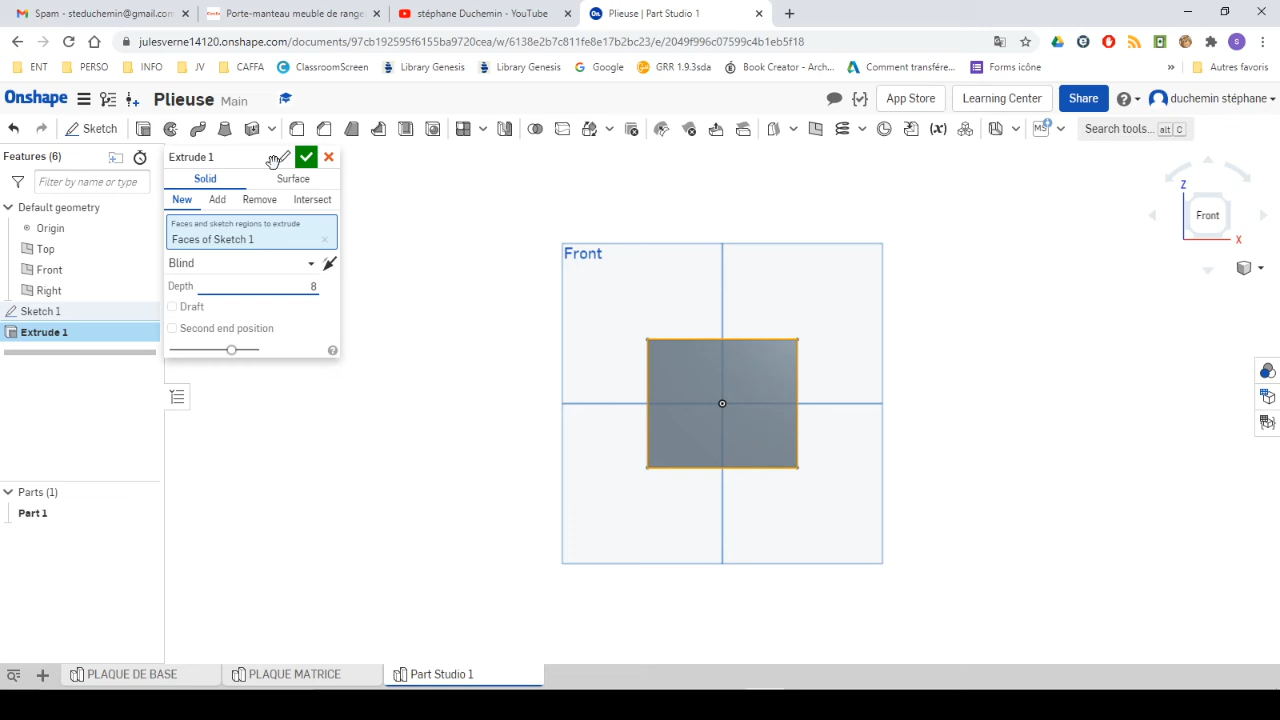 Spam - steduchemin@gmail.com
Porte-manteau meuble de range
stéphane Duchemin - YouTube
Plieuse | Part Studio 1
julesverne14120.onshape.com/documents/97cb192595f6155ba9720cea/w/6138e2b7c811fe8e17b2bc23/e/2049f996c07599c4b1eb5f18
ENT PERSO INFO JV CAFFA ClassroomScreen Library Genesis Library Genesis Google GRR 1.9.3sda Book Creator - Arch... Comment transfére... Forms icône » Autres favoris
Onshape Plieuse Main App Store Learning Center Share duchemin stéphane
Sketch Search tools... alt C
Features (6)
Filter by name or type
Default geometry
Origin
Top
Front
Right
Sketch 1
Extrude 1
Parts (1)
Part 1
Extrude 1
Solid Surface
New Add Remove Intersect
Faces and sketch regions to extrude
Faces of Sketch 1
Blind
Depth 8
Draft
Second end position
Front
Z
Front
X
PLAQUE DE BASE PLAQUE MATRICE Part Studio 1